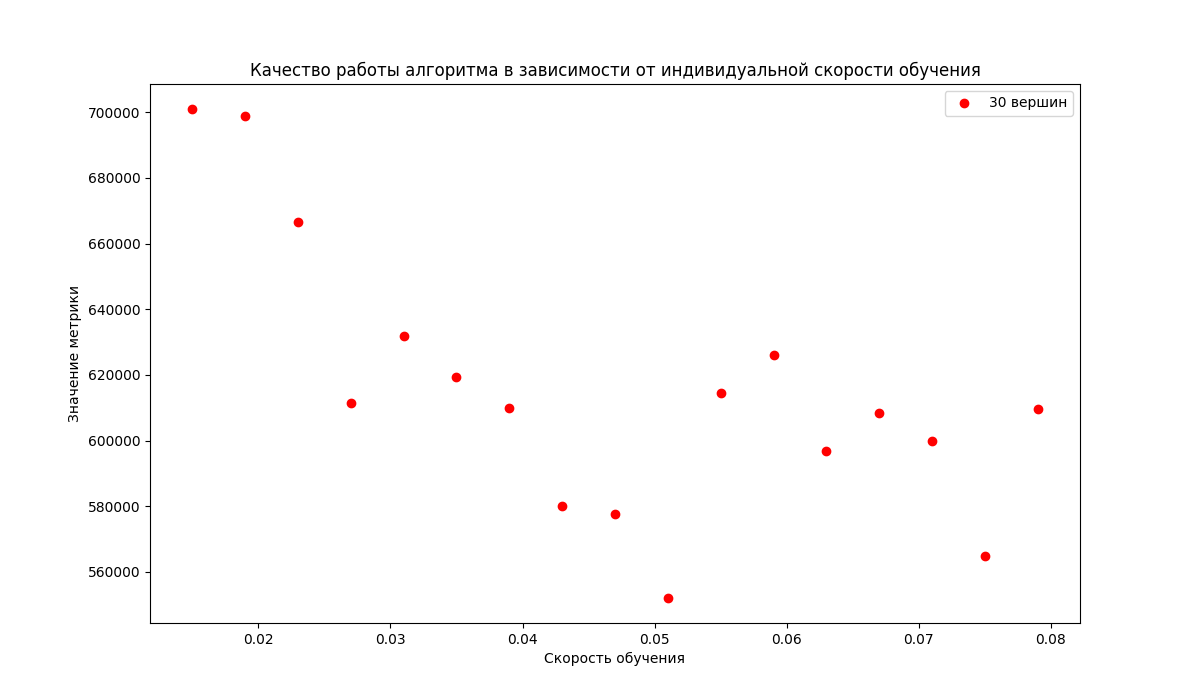 Качество работы алгоритма в зависимости от индивидуальной скорости обучения
30 вершин
700000
680000
660000
640000
620000
600000
580000
560000
Значение метрики
0.02 0.03 0.04 0.05 0.06 0.07 0.08
Скорость обучения